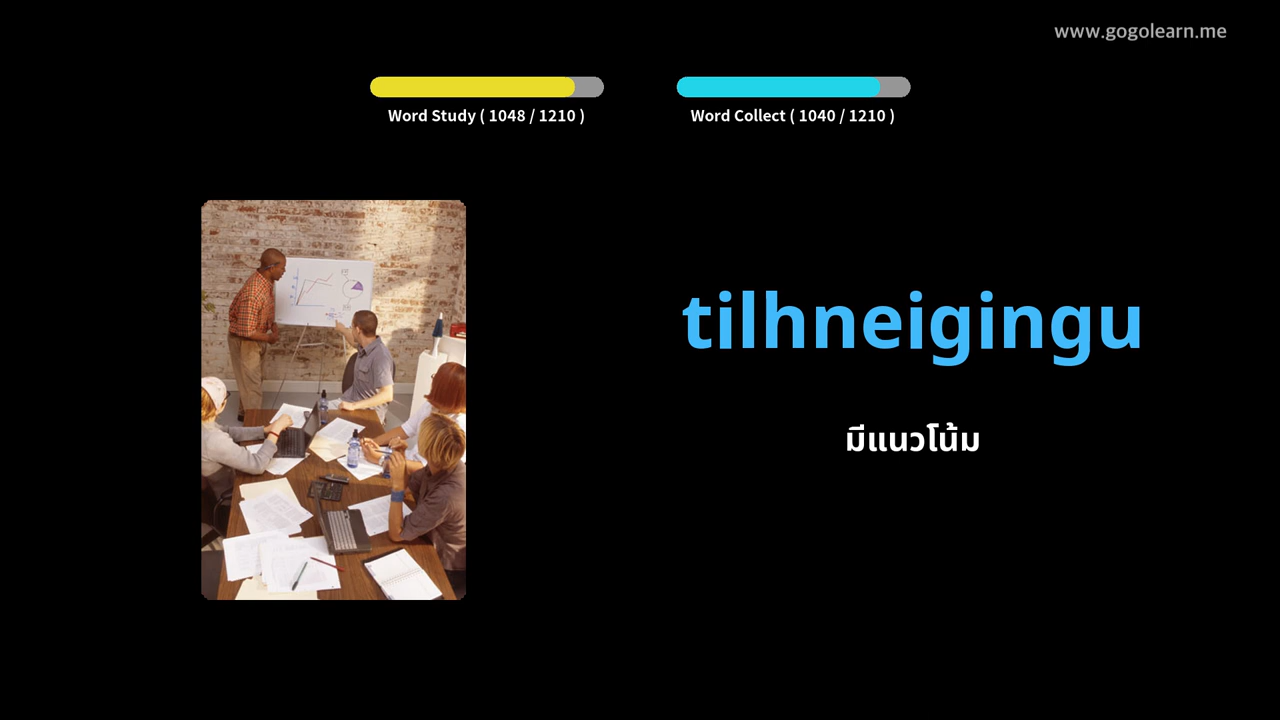 www.gogolearn.me
Word Study ( 1048 / 1210 )
Word Collect ( 1040 / 1210 )
tilhneigingu
มีแนวโน้ม